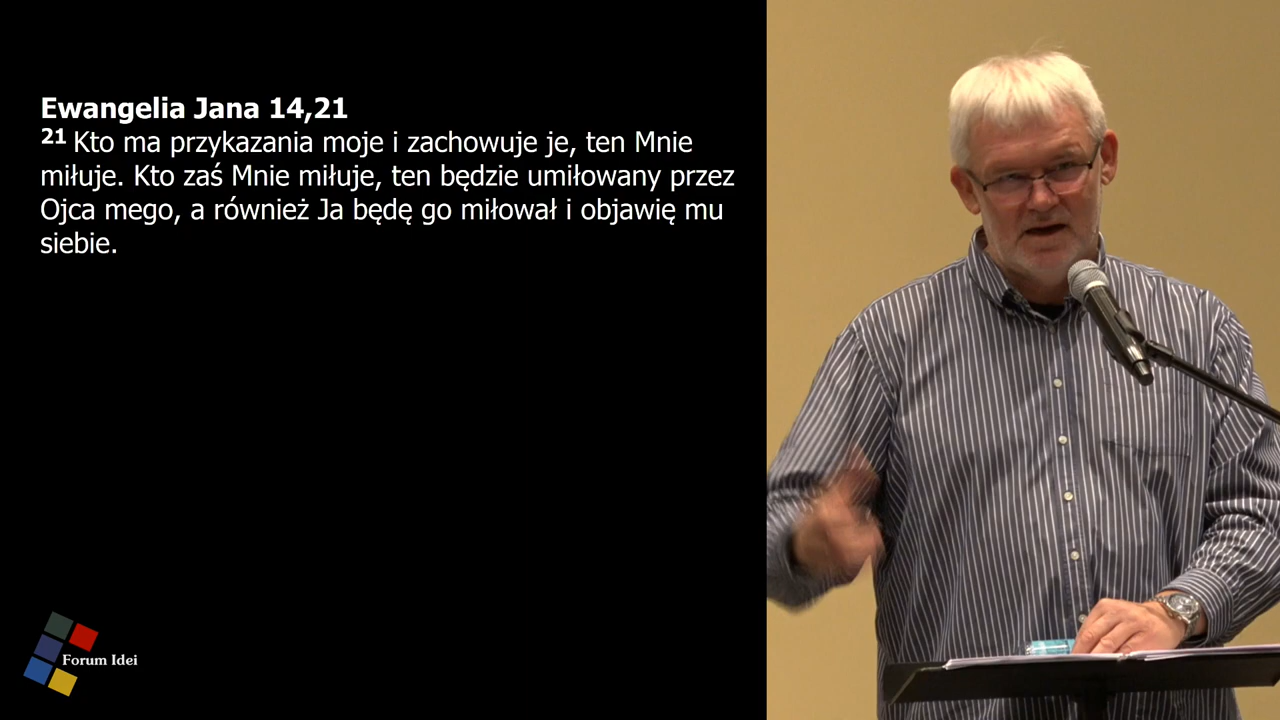 Ewangelia Jana 14,21
21 Kto ma przykazania moje i zachowuje je, ten Mnie
miłuje. Kto zaś Mnie miłuje, ten będzie umiłowany przez
Ojca mego, a również Ja będę go miłował i objawię mu
siebie.
Forum Idei